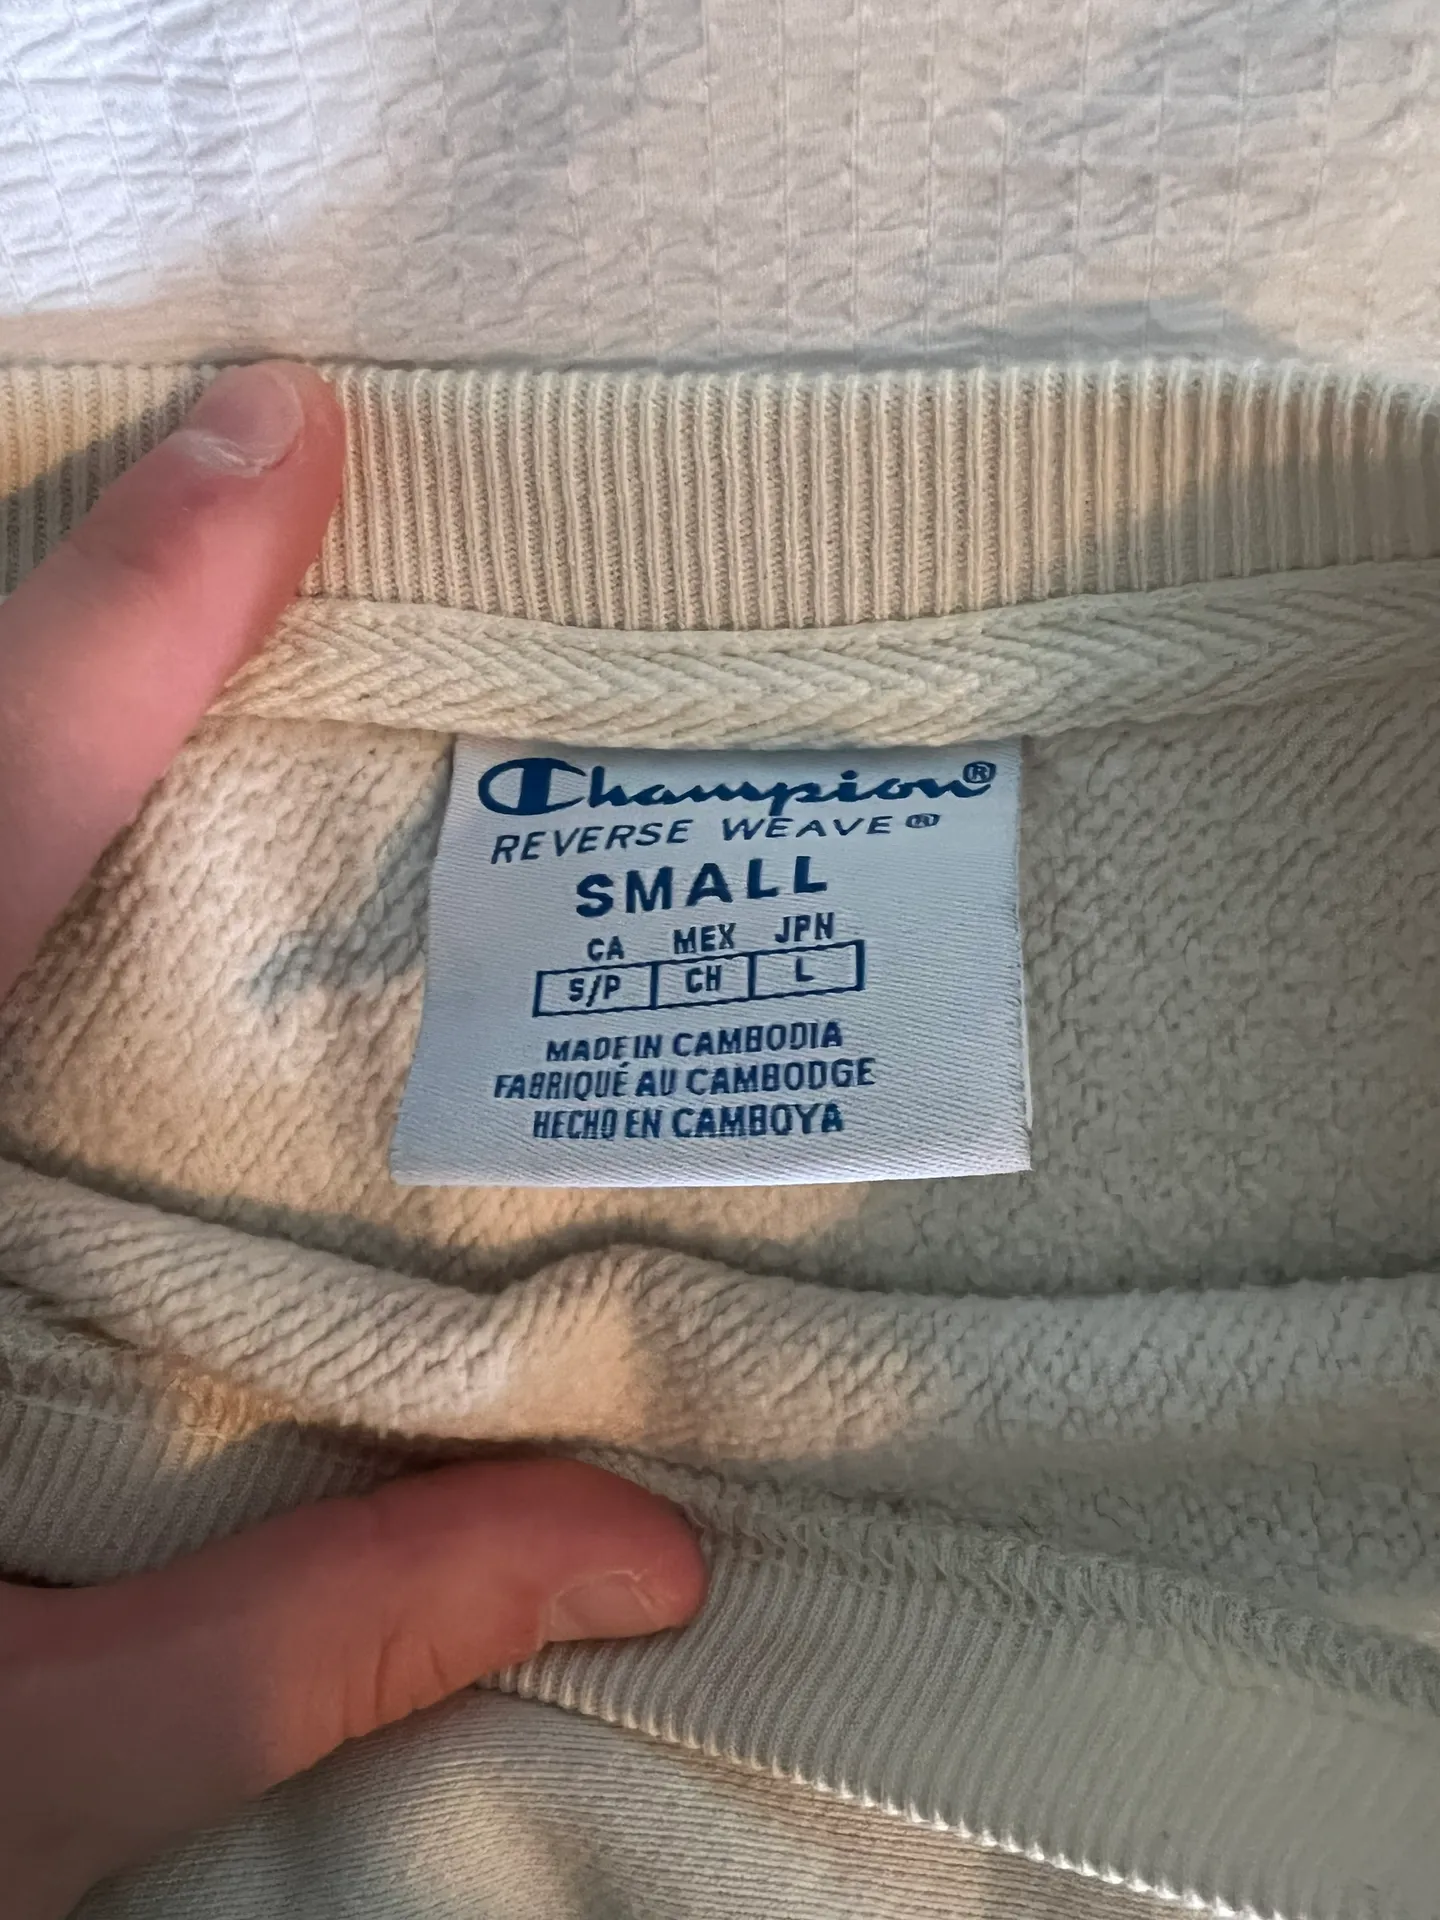 Champion®
REVERSE WEAVE®
SMALL
CA MEX JPN
S/P CH L
MADE IN CAMBODIA
FABRIQUÉ AU CAMBODGE
HECHO EN CAMBOYA